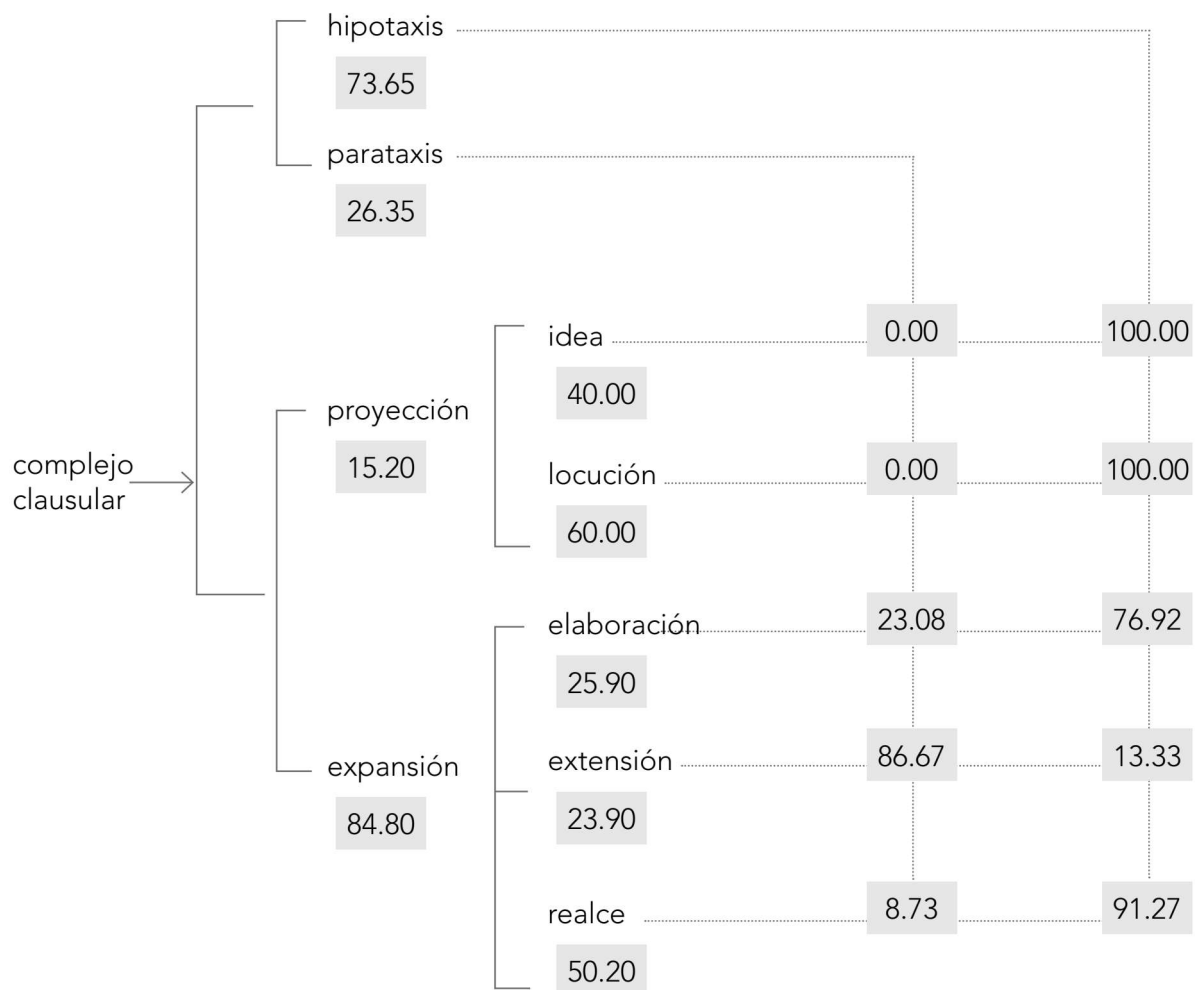 hipotaxis
73.65
parataxis
26.35
idea 0.00 100.00
40.00
proyección
15.20
complejo
clausular
locución 0.00 100.00
60.00
elaboración 23.08 76.92
25.90
expansión
84.80
extensión 86.67 13.33
23.90
realce 8.73 91.27
50.20